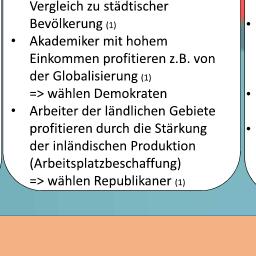 Vergleich zu städtischer
Bevölkerung (1)
• Akademiker mit hohem
Einkommen profitieren z.B. von
der Globalisierung (1)
=> wählen Demokraten
• Arbeiter der ländlichen Gebiete
profitieren durch die Stärkung
der inländischen Produktion
(Arbeitsplatzbeschaffung)
=> wählen Republikaner (1)